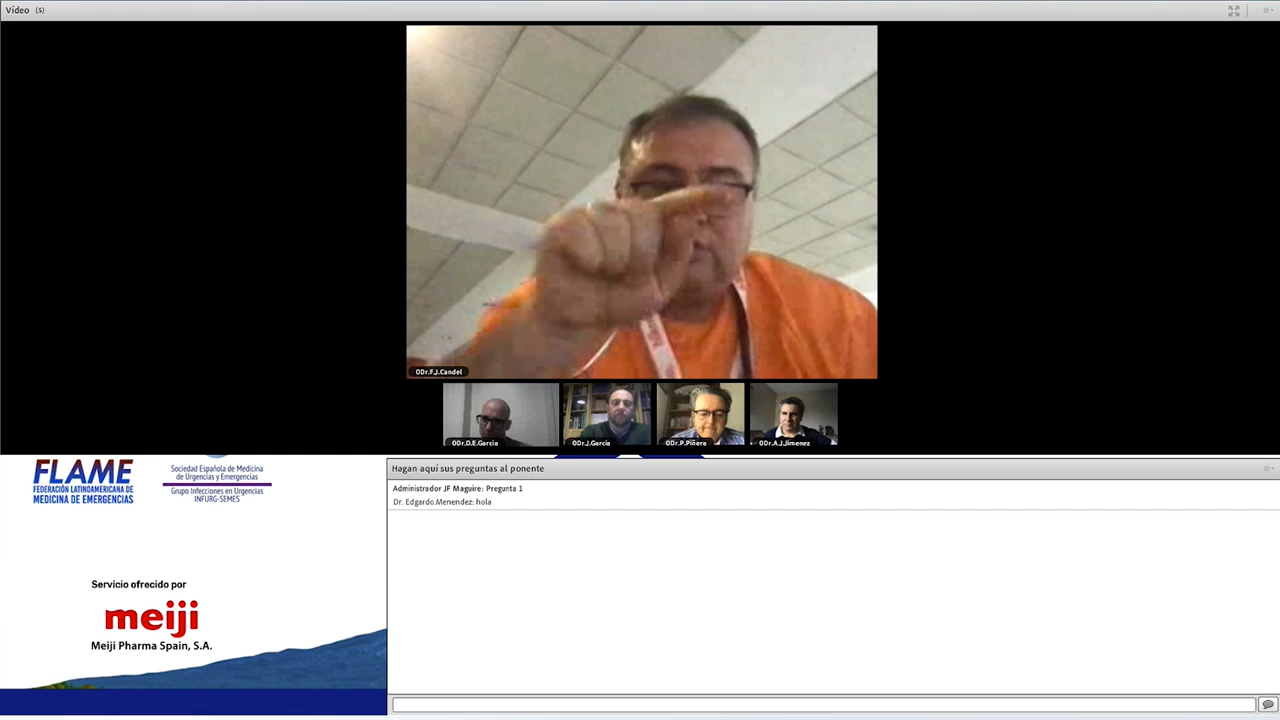 Vídeo (5)
ODr.F.J.Candel
ODr.D.E.García
ODr.J.García
ODr.P.Piñera
ODr.A.J.Jimenez
FLAME
FEDERACIÓN LATINOAMERICANA DE
MEDICINA DE EMERGENCIAS
Sociedad Española de Medicina
de Urgencias y Emergencias
Grupo Infecciones en Urgencias
INFURG-SEMES
Servicio ofrecido por
meiji
Meiji Pharma Spain, S.A.
Hagan aquí sus preguntas al ponente
Administrador JF Maguire: Pregunta 1
Dr. Edgardo.Menendez: hola